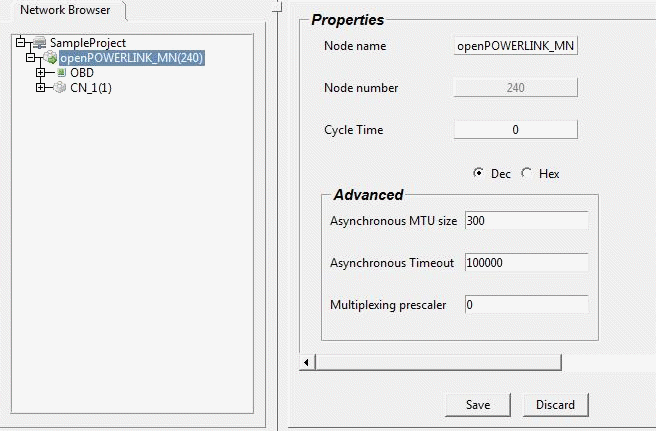 Network Browser
SampleProject
openPOWERLINK_MN(240)
OBD
CN_1(1)
Properties
Node name openPOWERLINK_MN
Node number 240
Cycle Time 0
Dec Hex
Advanced
Asynchronous MTU size 300
Asynchronous Timeout 100000
Multiplexing prescaler 0
Save Discard